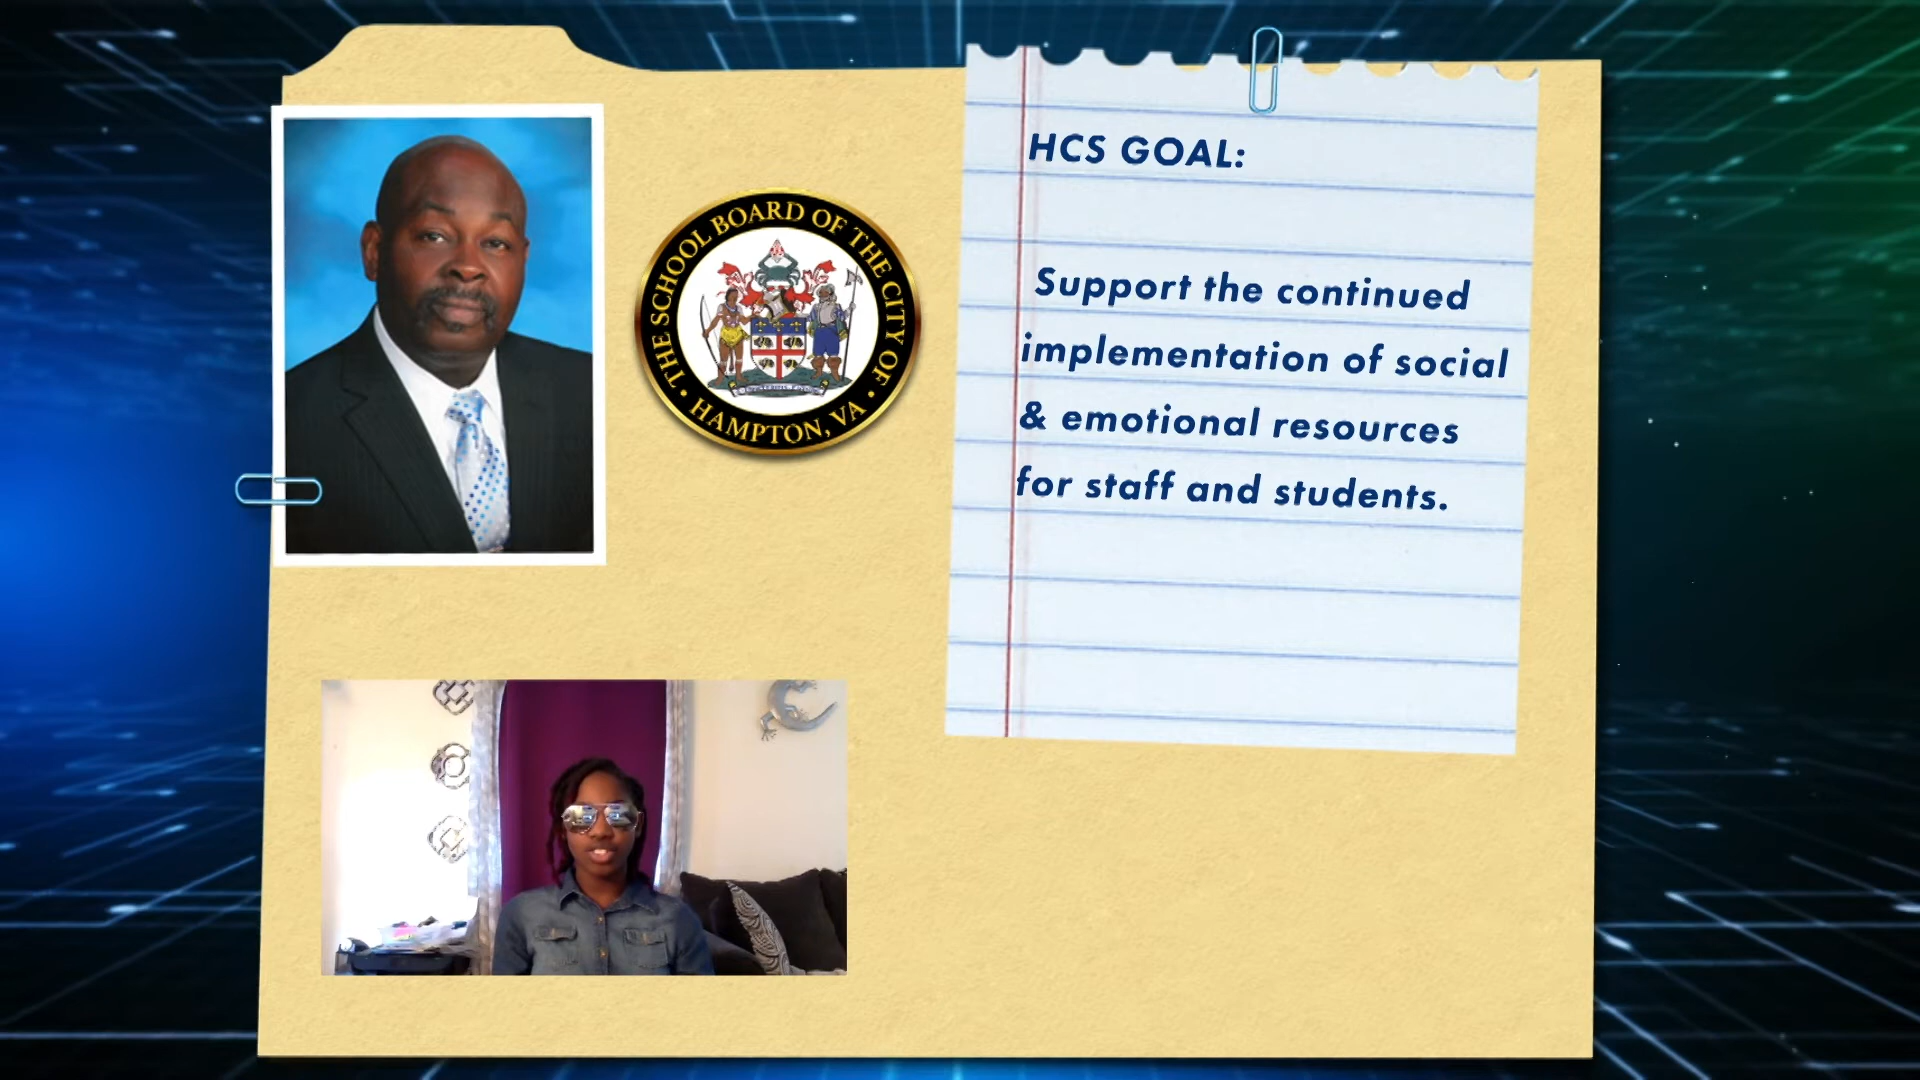 THE SCHOOL BOARD OF THE CITY OF
• HAMPTON, VA •
HCS GOAL:
Support the continued
implementation of social
& emotional resources
for staff and students.